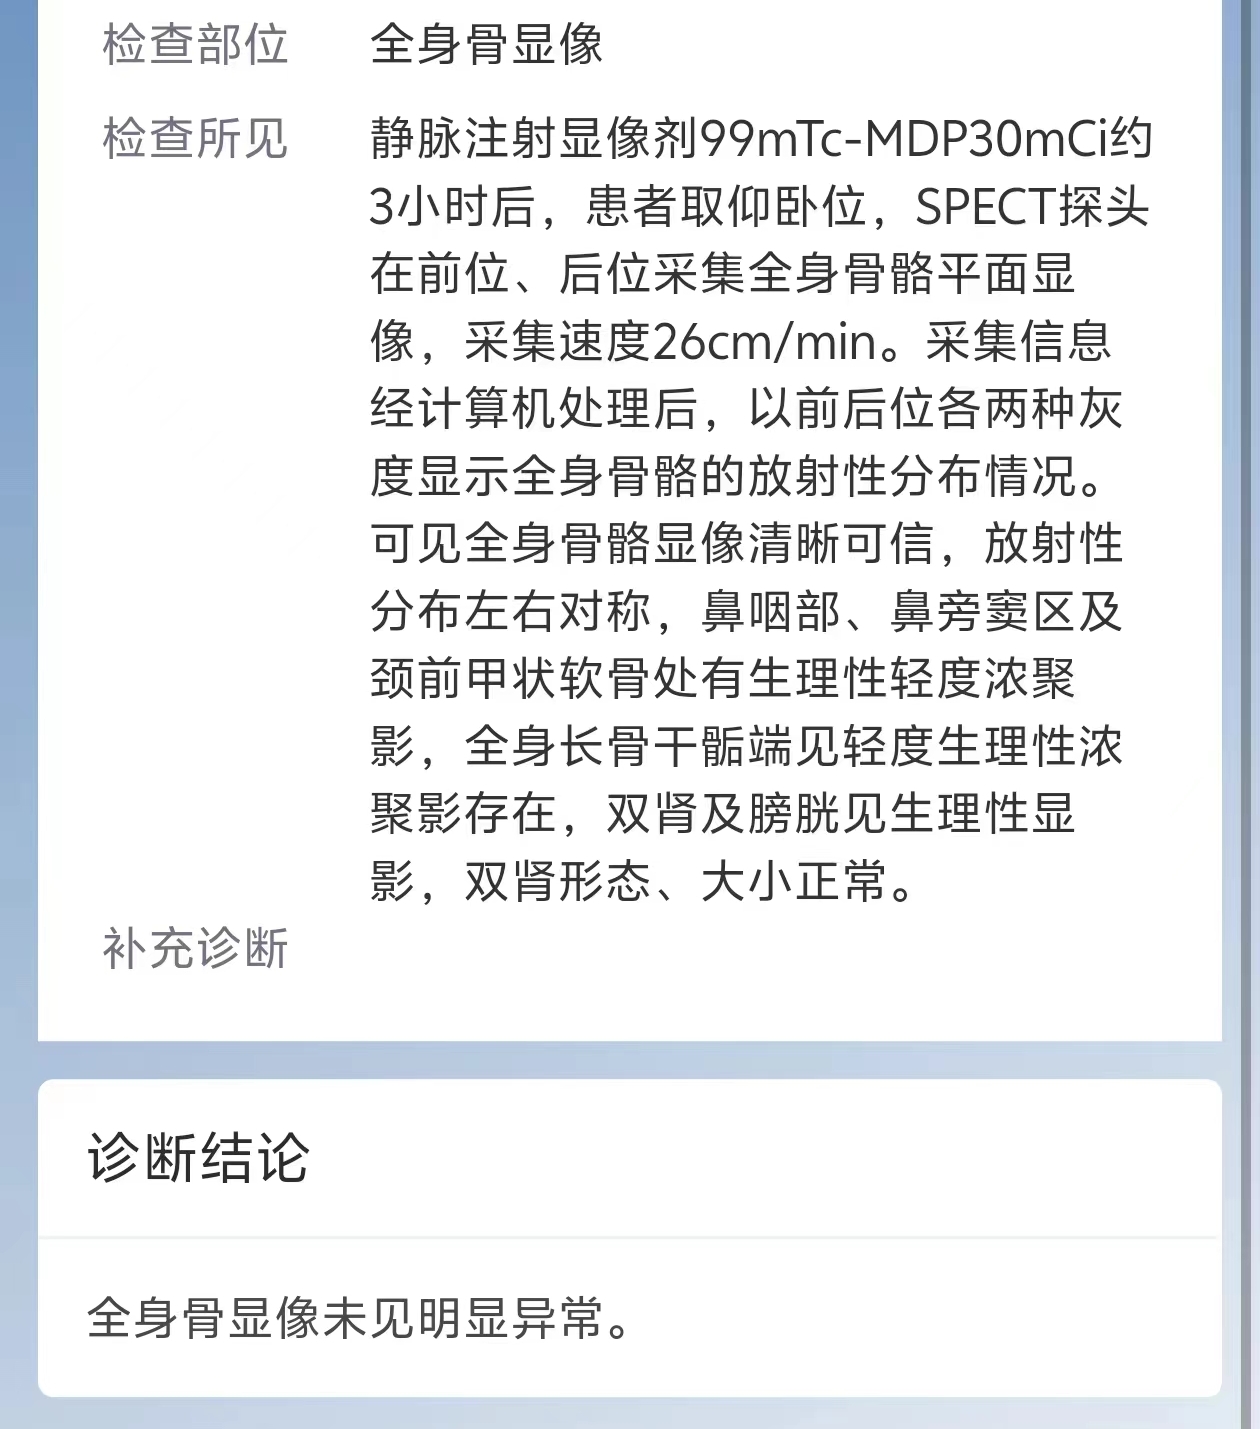 检查部位 全身骨显像
检查所见 静脉注射显像剂99mTc-MDP30mCi约
3小时后，患者取仰卧位，SPECT探头
在前位、后位采集全身骨骼平面显
像，采集速度26cm/min。采集信息
经计算机处理后，以前后位各两种灰
度显示全身骨骼的放射性分布情况。
可见全身骨骼显像清晰可信，放射性
分布左右对称，鼻咽部、鼻旁窦区及
颈前甲状软骨处有生理性轻度浓聚
影，全身长骨干骺端见轻度生理性浓
聚影存在，双肾及膀胱见生理性显
影，双肾形态、大小正常。
补充诊断
诊断结论
全身骨显像未见明显异常。